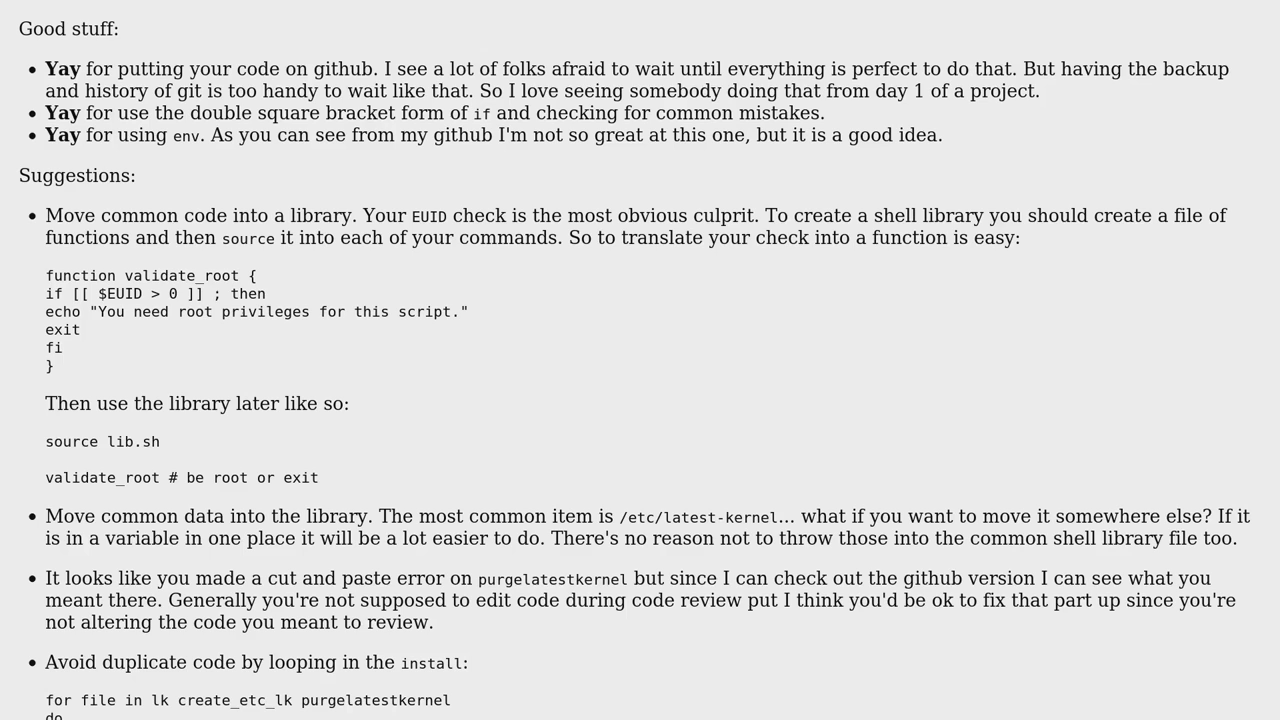 Good stuff:
• Yay for putting your code on github. I see a lot of folks afraid to wait until everything is perfect to do that. But having the backup
and history of git is too handy to wait like that. So I love seeing somebody doing that from day 1 of a project.
• Yay for use the double square bracket form of if and checking for common mistakes.
• Yay for using env. As you can see from my github I'm not so great at this one, but it is a good idea.
Suggestions:
• Move common code into a library. Your EUID check is the most obvious culprit. To create a shell library you should create a file of
functions and then source it into each of your commands. So to translate your check into a function is easy:
function validate_root {
if [[ $EUID > 0 ]] ; then
echo "You need root privileges for this script."
exit
fi
}
Then use the library later like so:
source lib.sh
validate_root # be root or exit
• Move common data into the library. The most common item is /etc/latest-kernel... what if you want to move it somewhere else? If it
is in a variable in one place it will be a lot easier to do. There's no reason not to throw those into the common shell library file too.
• It looks like you made a cut and paste error on purgelatestkernel but since I can check out the github version I can see what you
meant there. Generally you're not supposed to edit code during code review put I think you'd be ok to fix that part up since you're
not altering the code you meant to review.
• Avoid duplicate code by looping in the install:
for file in lk create_etc_lk purgelatestkernel
do